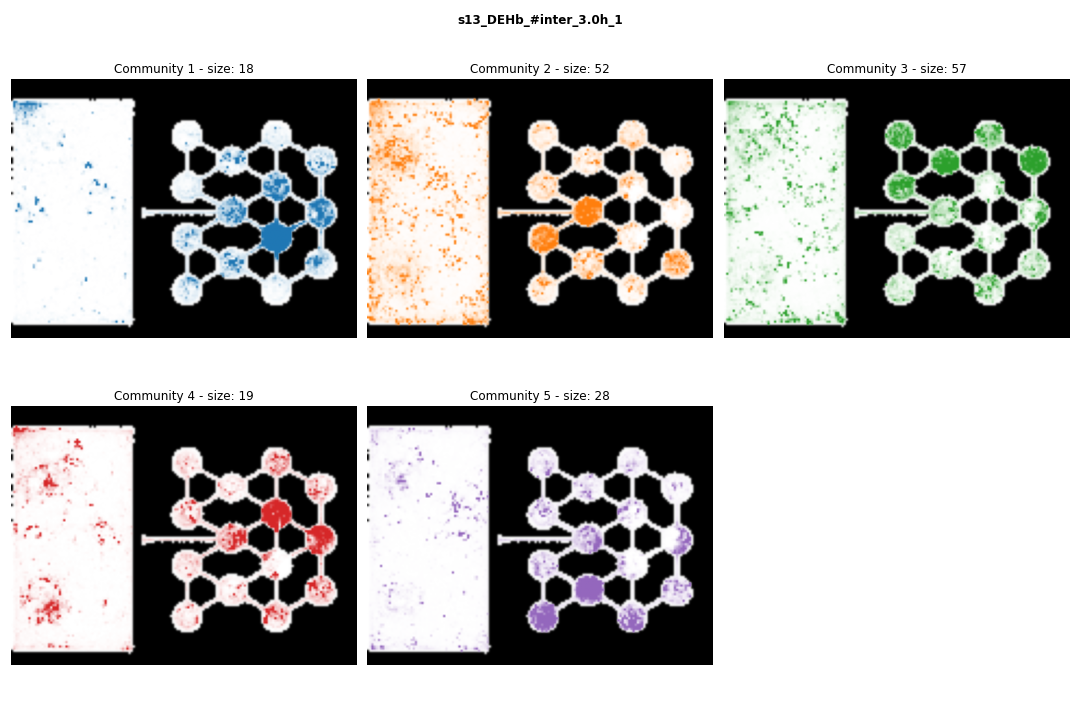 s13_DEHb_#inter_3.0h_1
Community 1 - size: 18
Community 2 - size: 52
Community 3 - size: 57
Community 4 - size: 19
Community 5 - size: 28